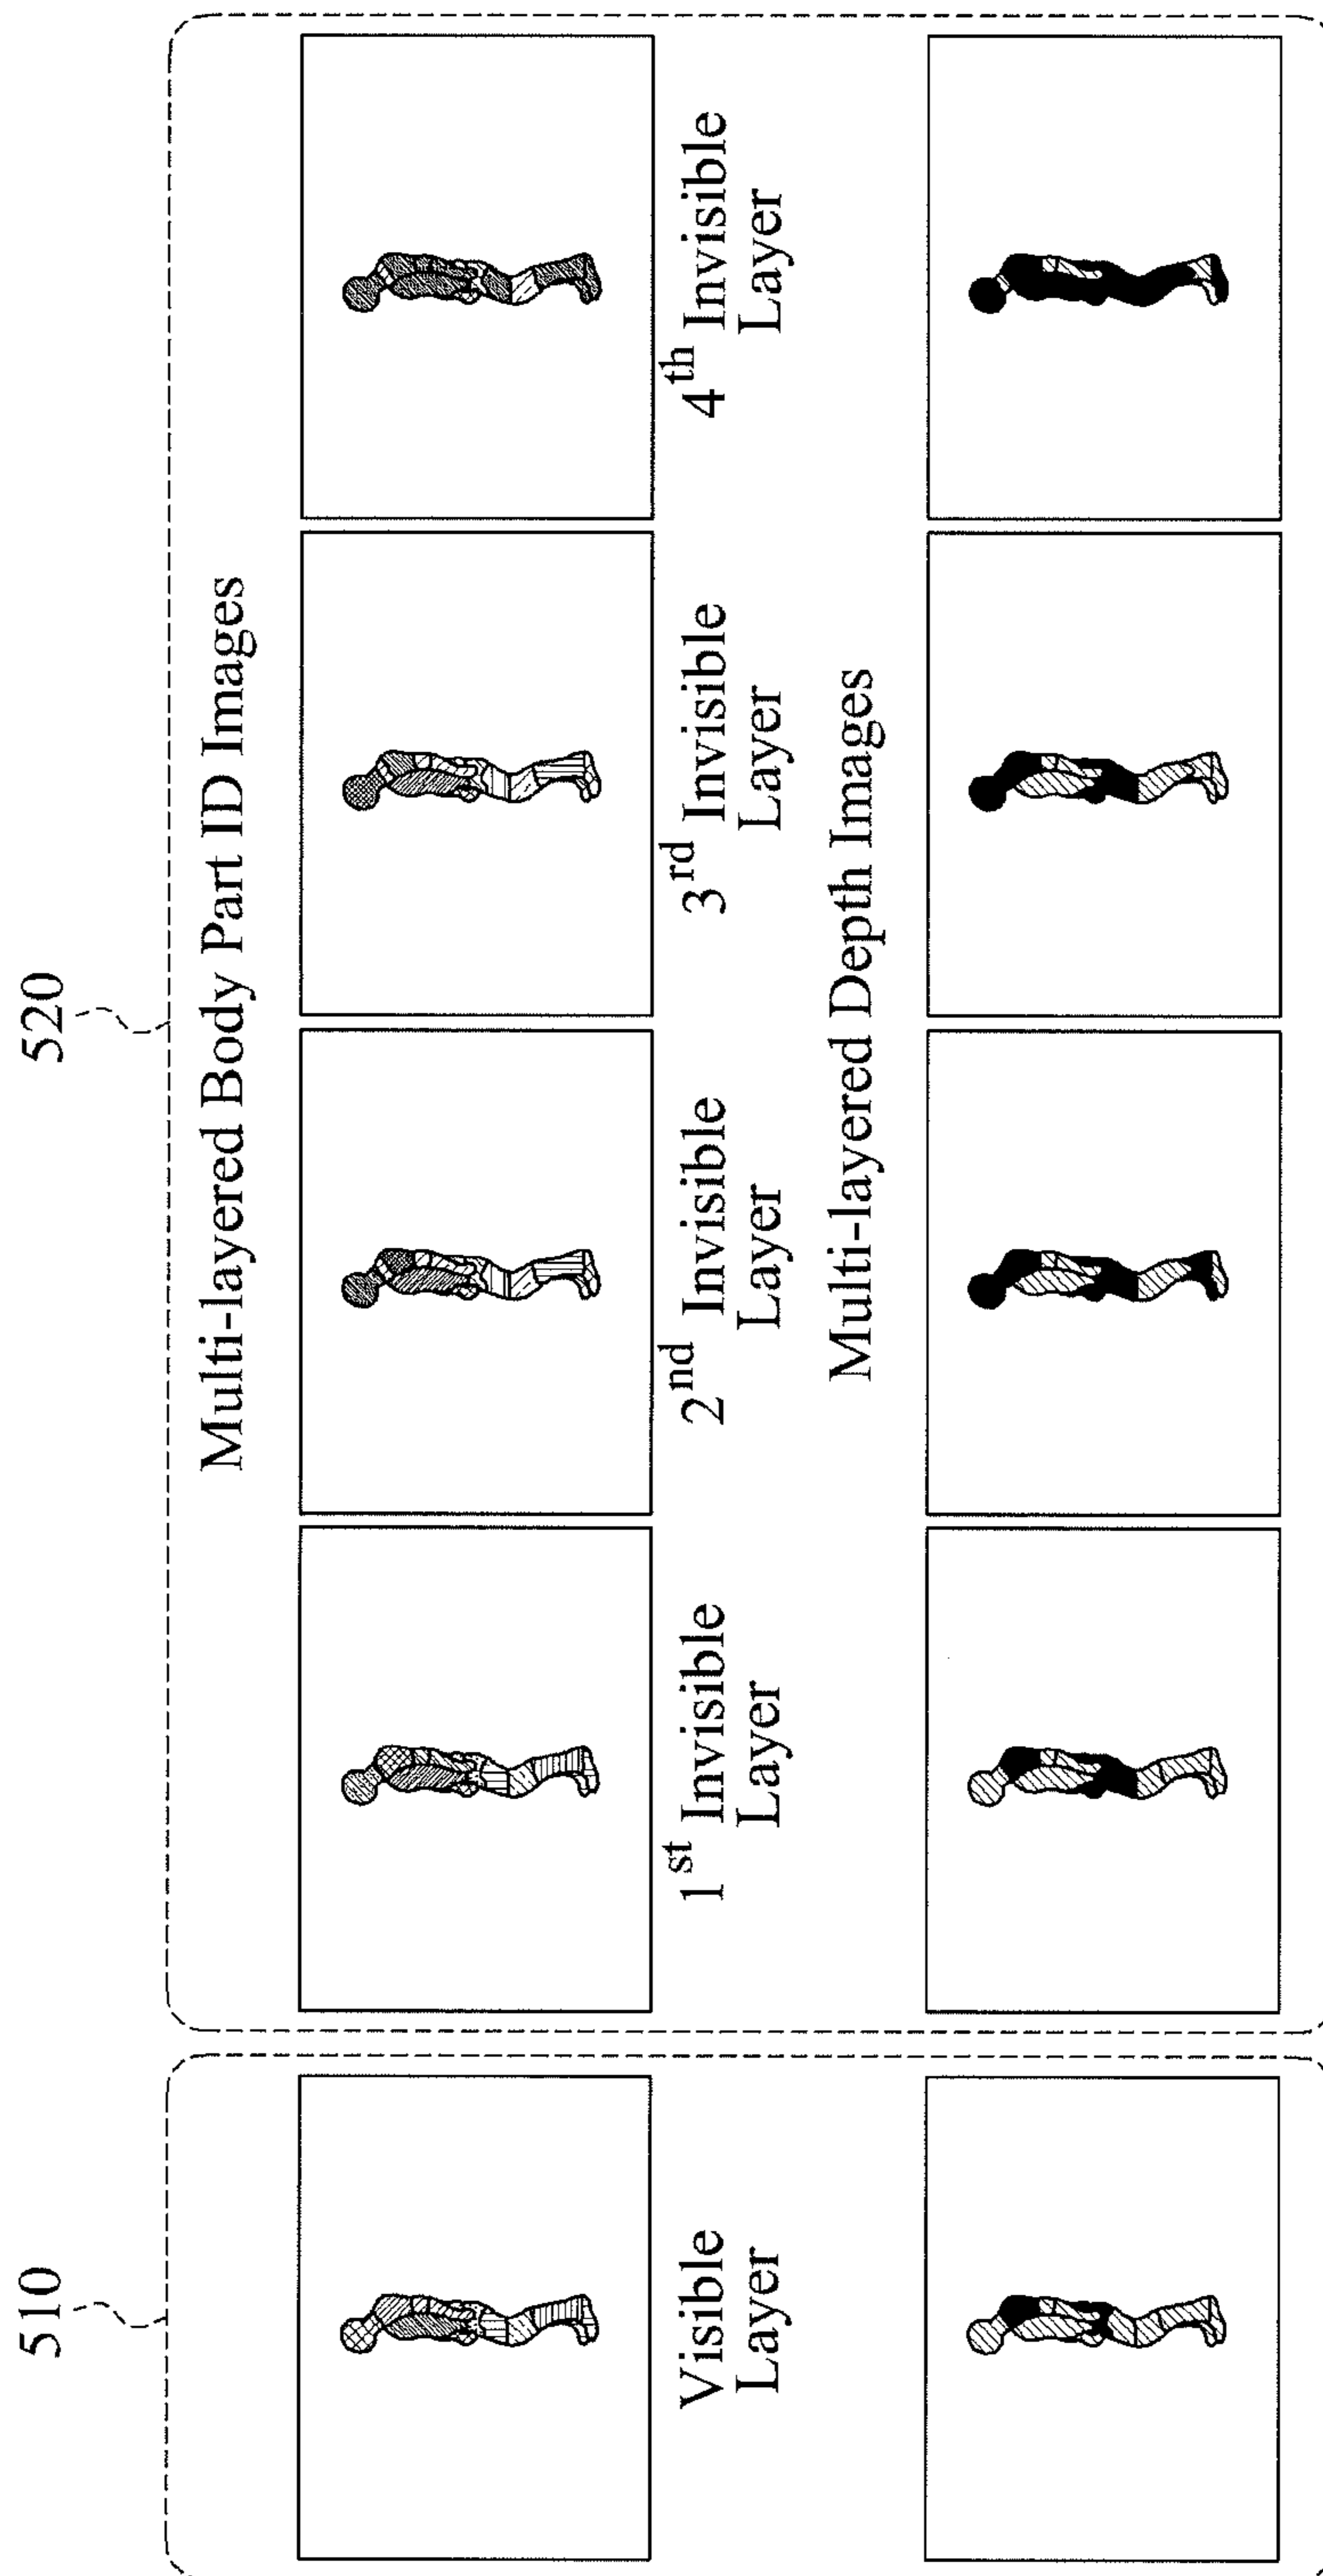 510
520
Multi-layered Body Part ID Images
Visible
Layer
1st Invisible
Layer
2nd Invisible
Layer
3rd Invisible
Layer
4th Invisible
Layer
Multi-layered Depth Images